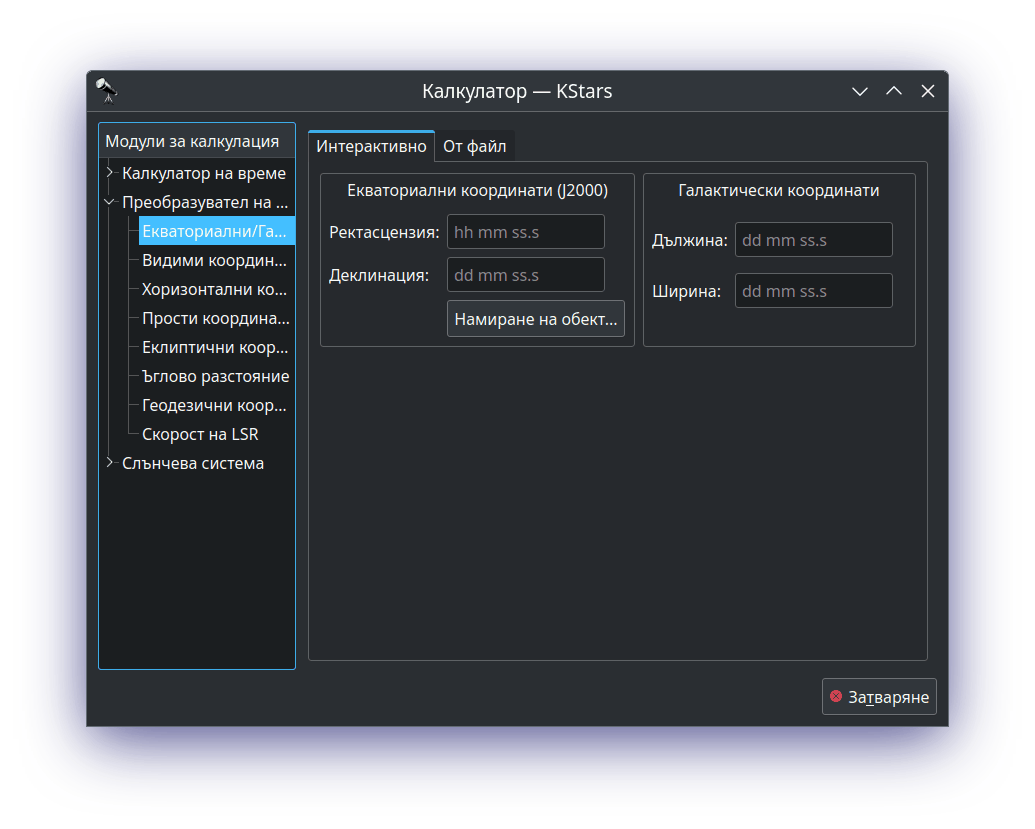 Калкулатор — KStars
Модули за калкулация
Калкулатор на време
Преобразувател на ...
Екваториални/Га...
Видими координ...
Хоризонтални ко...
Прости координа...
Еклиптични коор...
Ъглово разстояние
Геодезични коор...
Скорост на LSR
Слънчева система
Интерактивно
От файл
Екваториални координати (J2000)
Ректасцензия: hh mm ss.s
Деклинация: dd mm ss.s
Намиране на обект...
Галактически координати
Дължина: dd mm ss.s
Ширина: dd mm ss.s
Затваряне